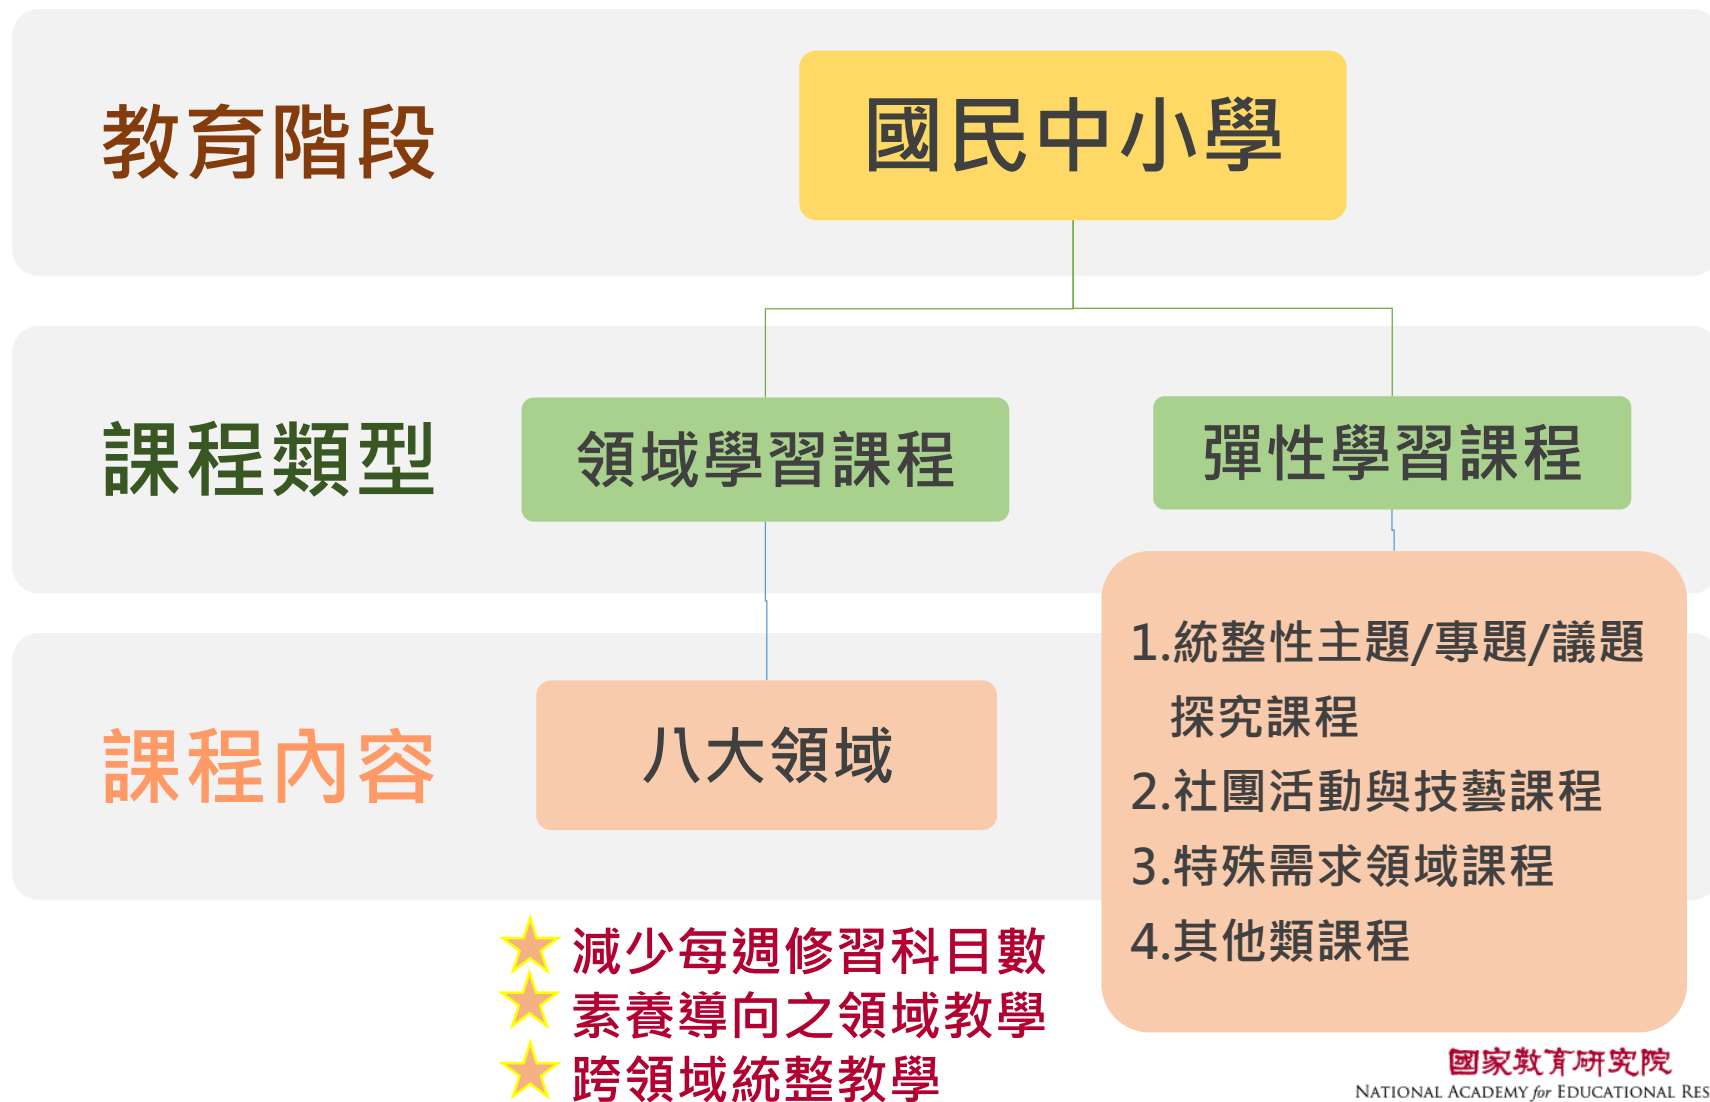 教育階段
國民中小學
課程類型
領域學習課程
彈性學習課程
課程內容
八大領域
1.統整性主題/專題/議題
探究課程
2.社團活動與技藝課程
3.特殊需求領域課程
4.其他類課程
減少每週修習科目數
素養導向之領域教學
跨領域統整教學
國家教育研究院
NATIONAL ACADEMY for EDUCATIONAL RES